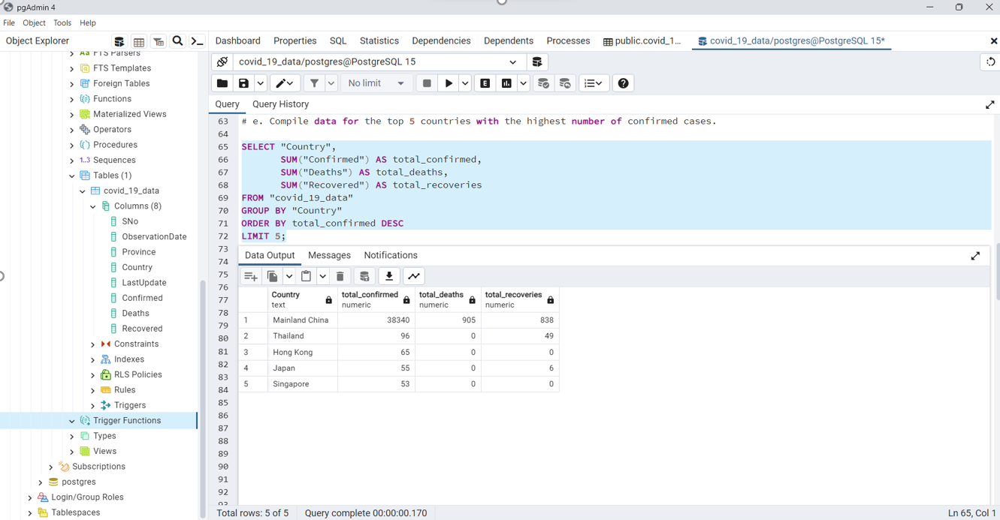 pgAdmin 4
File Object Tools Help
Object Explorer
Dashboard Properties SQL Statistics Dependencies Dependents Processes public.covid_1... covid_19_data/postgres@PostgreSQL 15*
covid_19_data/postgres@PostgreSQL 15
No limit
E
Query Query History
FTS Parsers
FTS Templates
Foreign Tables
Functions
Materialized Views
Operators
Procedures
1..3 Sequences
Tables (1)
covid_19_data
Columns (8)
SNo
ObservationDate
Province
Country
LastUpdate
Confirmed
Deaths
Recovered
Constraints
Indexes
RLS Policies
Rules
Triggers
Trigger Functions
Types
Views
Subscriptions
postgres
Login/Group Roles
Tablespaces
63 # e. Compile data for the top 5 countries with the highest number of confirmed cases.
64
65 SELECT "Country",
66 SUM("Confirmed") AS total_confirmed,
67 SUM("Deaths") AS total_deaths,
68 SUM("Recovered") AS total_recoveries
69 FROM "covid_19_data"
70 GROUP BY "Country"
71 ORDER BY total_confirmed DESC
72 LIMIT 5;
73
74
75
76
77
78
79
80
81
82
83
84
85
86
87
88
89
90
91
92
93
Data Output Messages Notifications
Country total_confirmed total_deaths total_recoveries
text numeric numeric numeric
1 Mainland China 38340 905 838
2 Thailand 96 0 49
3 Hong Kong 65 0 0
4 Japan 55 0 6
5 Singapore 53 0 0
Total rows: 5 of 5 Query complete 00:00:00.170 Ln 65, Col 1